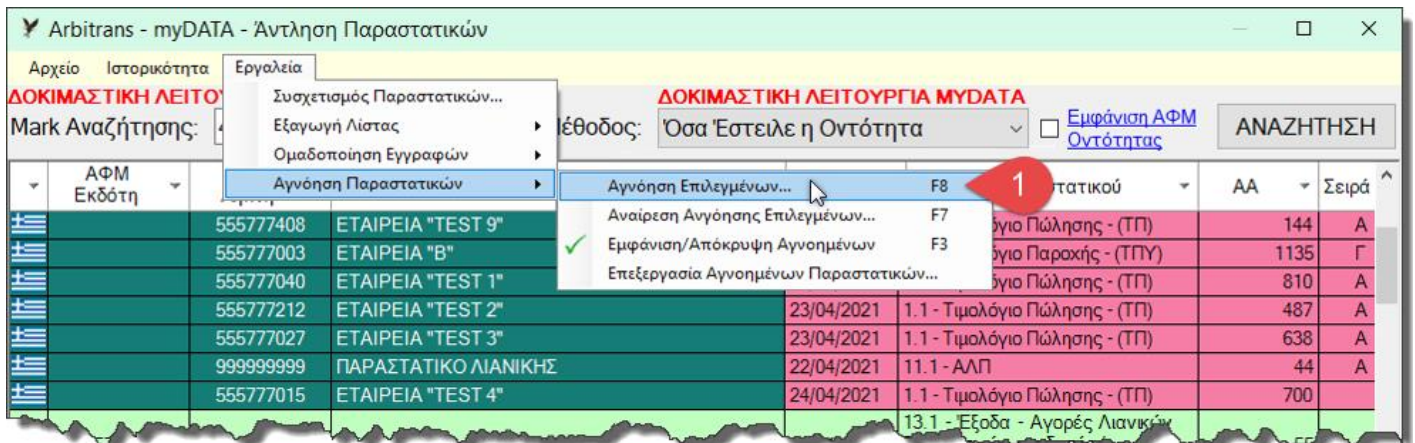 Arbitrans - myDATA - Άντληση Παραστατικών
Αρχείο Ιστορικότητα Εργαλεία
ΔΟΚΙΜΑΣΤΙΚΗ ΛΕΙΤΟ ΔΟΚΙΜΑΣΤΙΚΗ ΛΕΙΤΟΥΡΓΙΑ MYDATA
Mark Αναζήτησης: έθοδος: Όσα Έστειλε η Οντότητα Εμφάνιση ΑΦΜ Οντότητας ΑΝΑΖΗΤΗΣΗ
Συσχετισμός Παραστατικών...
Εξαγωγή Λίστας
Ομαδοποίηση Εγγραφών
Αγνόηση Παραστατικών
Αγνόηση Επιλεγμένων... F8 1
Αναίρεση Ανγόησης Επιλεγμένων... F7
Εμφάνιση/Απόκρυψη Αγνοημένων F3
Επεξεργασία Αγνοημένων Παραστατικών...
ΑΦΜ Εκδότη στατικού ΑΑ Σειρά
555777408 ΕΤΑΙΡΕΙΑ "TEST 9" όγιο Πώλησης - (ΤΠ) 144 Α
555777003 ΕΤΑΙΡΕΙΑ "Β" όγιο Παροχής - (ΤΠΥ) 1135 Γ
555777040 ΕΤΑΙΡΕΙΑ "TEST 1" όγιο Πώλησης - (ΤΠ) 810 Α
555777212 ΕΤΑΙΡΕΙΑ "TEST 2" 23/04/2021 1.1 - Τιμολόγιο Πώλησης - (ΤΠ) 487 Α
555777027 ΕΤΑΙΡΕΙΑ "TEST 3" 23/04/2021 1.1 - Τιμολόγιο Πώλησης - (ΤΠ) 638 Α
999999999 ΠΑΡΑΣΤΑΤΙΚΟ ΛΙΑΝΙΚΗΣ 22/04/2021 11.1 - ΑΛΠ 44 Α
555777015 ΕΤΑΙΡΕΙΑ "TEST 4" 24/04/2021 1.1 - Τιμολόγιο Πώλησης - (ΤΠ) 700
13.1 - Έξοδα - Αγορές Λιανικών
55